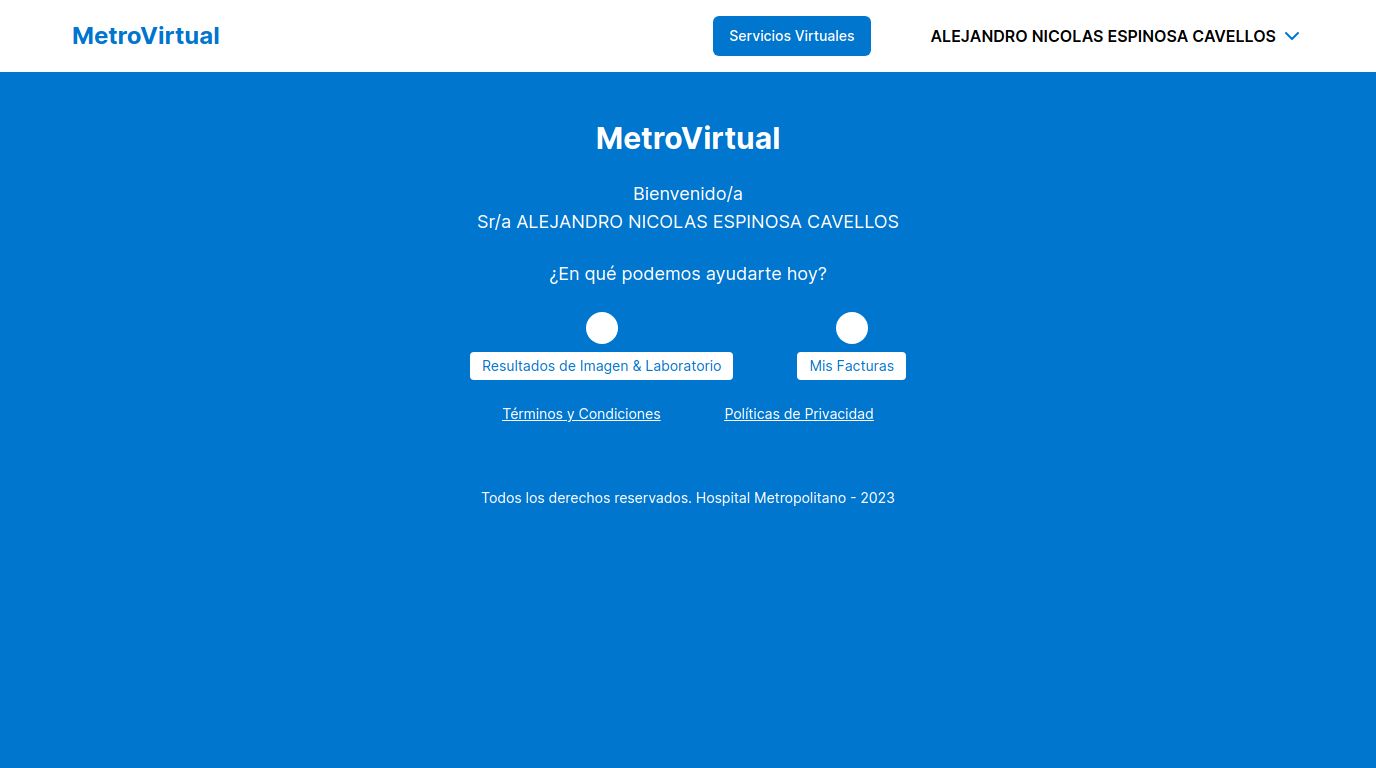 MetroVirtual
Servicios Virtuales
ALEJANDRO NICOLAS ESPINOSA CAVELLOS
MetroVirtual
Bienvenido/a
Sr/a ALEJANDRO NICOLAS ESPINOSA CAVELLOS
¿En qué podemos ayudarte hoy?
Resultados de Imagen & Laboratorio
Mis Facturas
Términos y Condiciones
Políticas de Privacidad
Todos los derechos reservados. Hospital Metropolitano - 2023